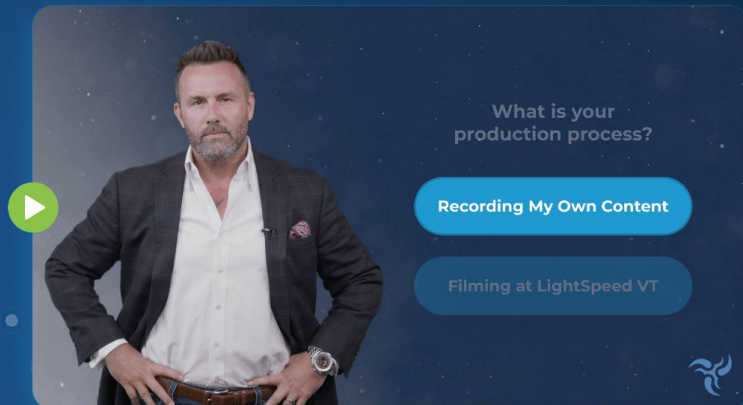 What is your
production process?
Recording My Own Content
Filming at LightSpeed VT